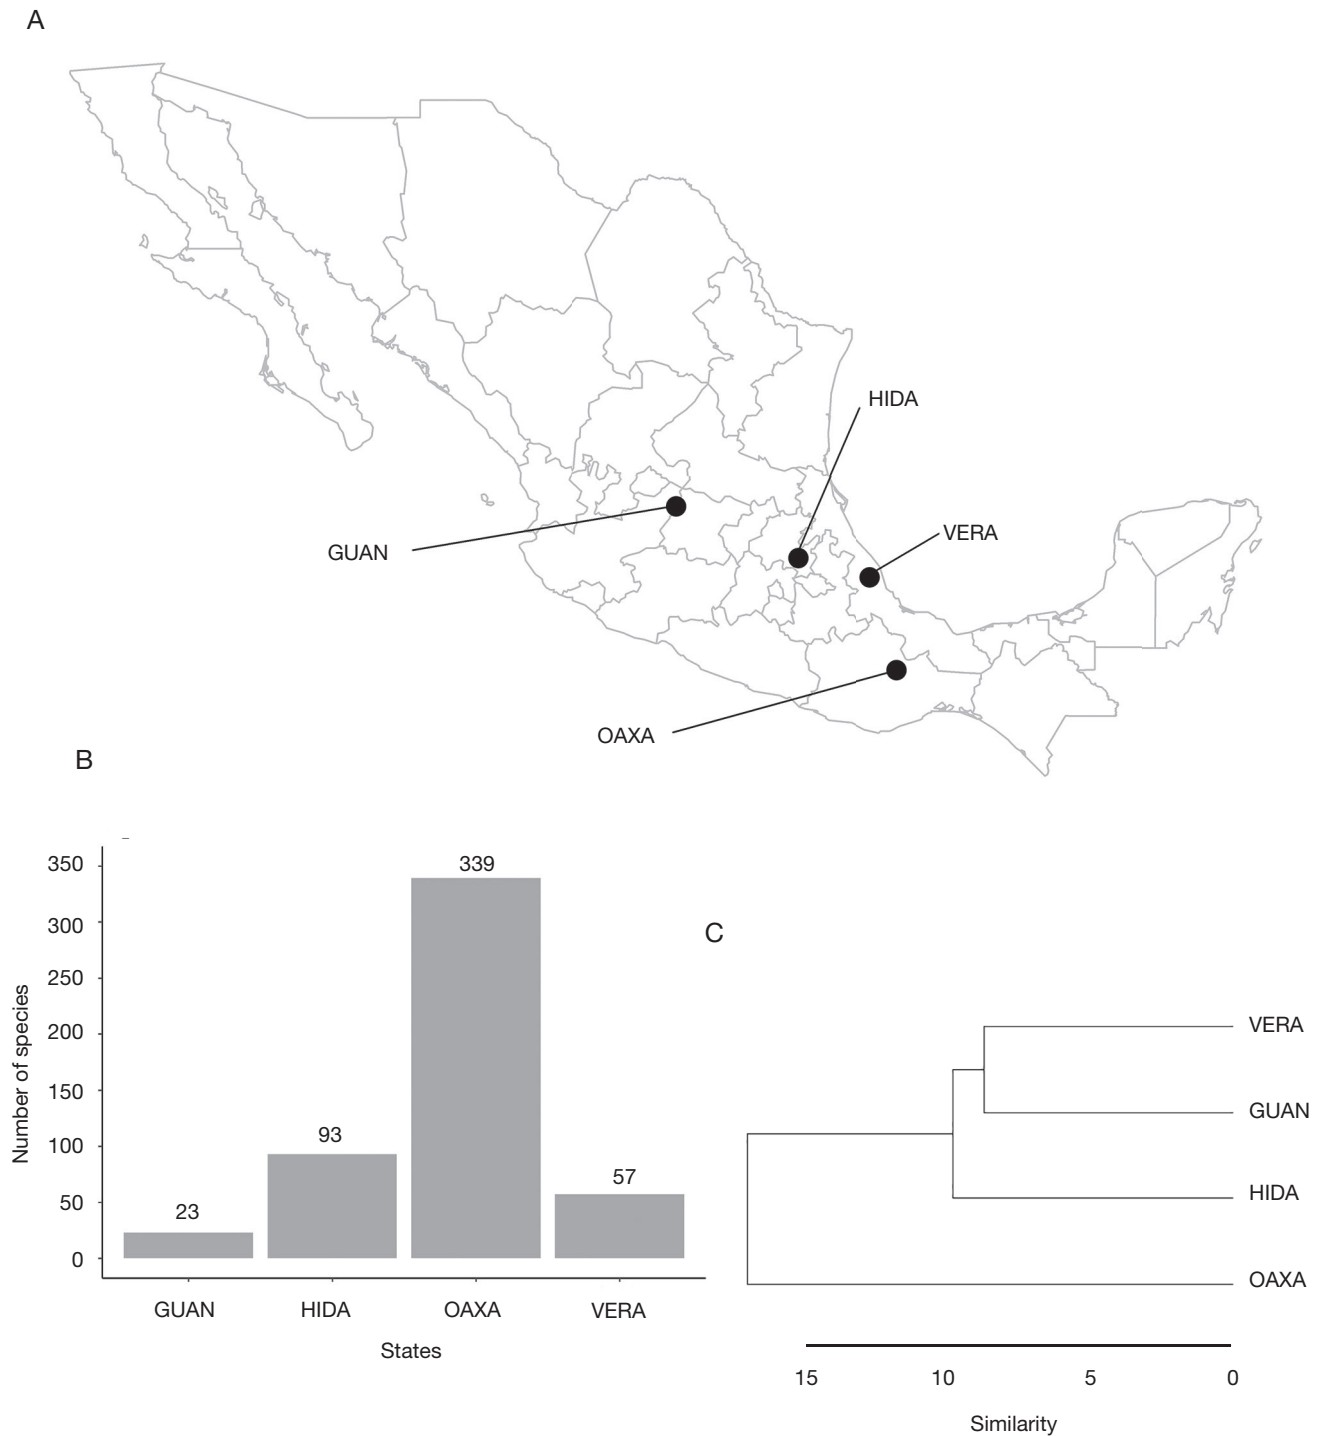 A
HIDA
VERA
GUAN
OAXA
B
350
300
250
200
150
100
50
0
Number of species
23
93
339
57
GUAN HIDA OAXA VERA
States
C
VERA
GUAN
HIDA
OAXA
15 10 5 0
Similarity